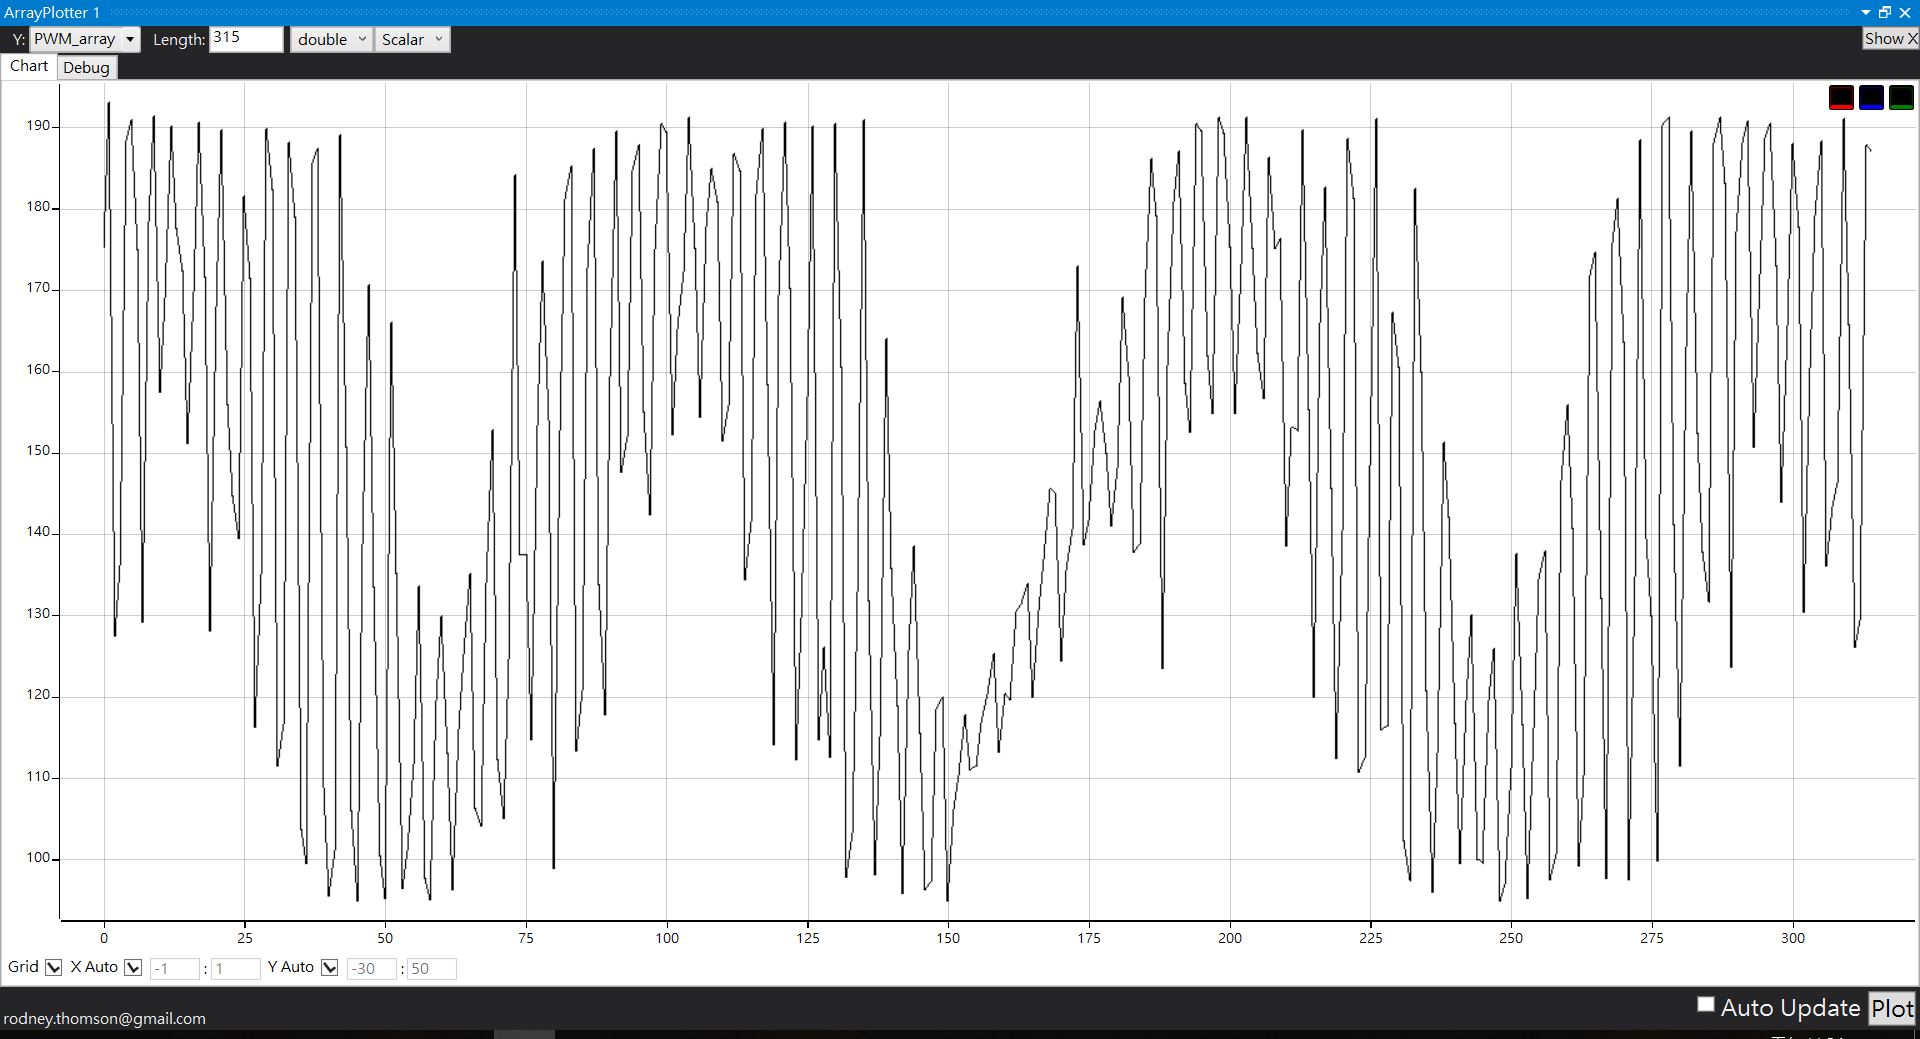 ArrayPlotter 1
Y: PWM_array Length: 315 double Scalar Show X
Chart Debug
190
180
170
160
150
140
130
120
110
100
0 25 50 75 100 125 150 175 200 225 250 275 300
Grid X Auto -1 : 1 Y Auto -30 : 50
Auto Update Plot
rodney.thomson@gmail.com